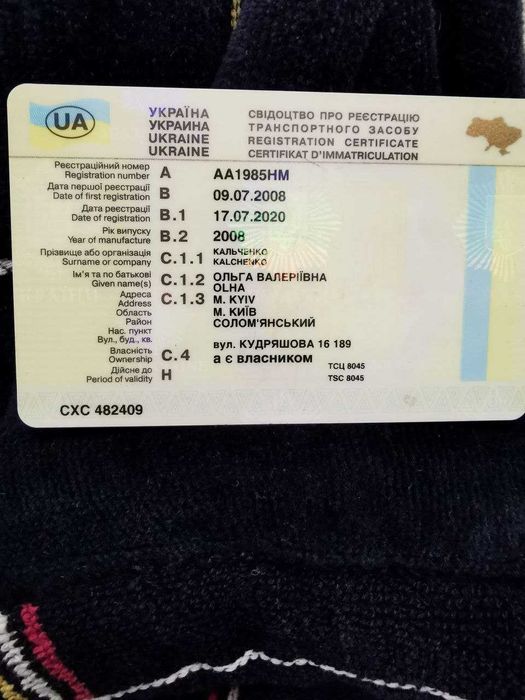 UA
УКРАЇНА
УКРАИНА
UKRAINE
UKRAINE
СВІДОЦТВО ПРО РЕЄСТРАЦІЮ
ТРАНСПОРТНОГО ЗАСОБУ
REGISTRATION CERTIFICATE
CERTIFIKAT D'IMMATRICULATION
Реєстраційний номер
Registration number A AA1985HM
Дата першої реєстрації
Date of first registration B 09.07.2008
Дата реєстрації
Date of registration B.1 17.07.2020
Рік випуску
Year of manufacture B.2 2008
Прізвище або організація
Surname or company C.1.1 КАЛЬЧЕНКО
KALCHENKO
Ім'я та по батькові
Given name(s) C.1.2 ОЛЬГА ВАЛЕРІЇВНА
OLHA
Адреса
Address C.1.3 M. KYIV
Область М. КИЇВ
Район СОЛОМ'ЯНСЬКИЙ
Нас. пункт
Вул., буд., кв. вул. КУДРЯШОВА 16 189
Власність
Ownership C.4 а є власником
Дійсне до ТСЦ 8045
Period of validity H TSC 8045
СХС 482409